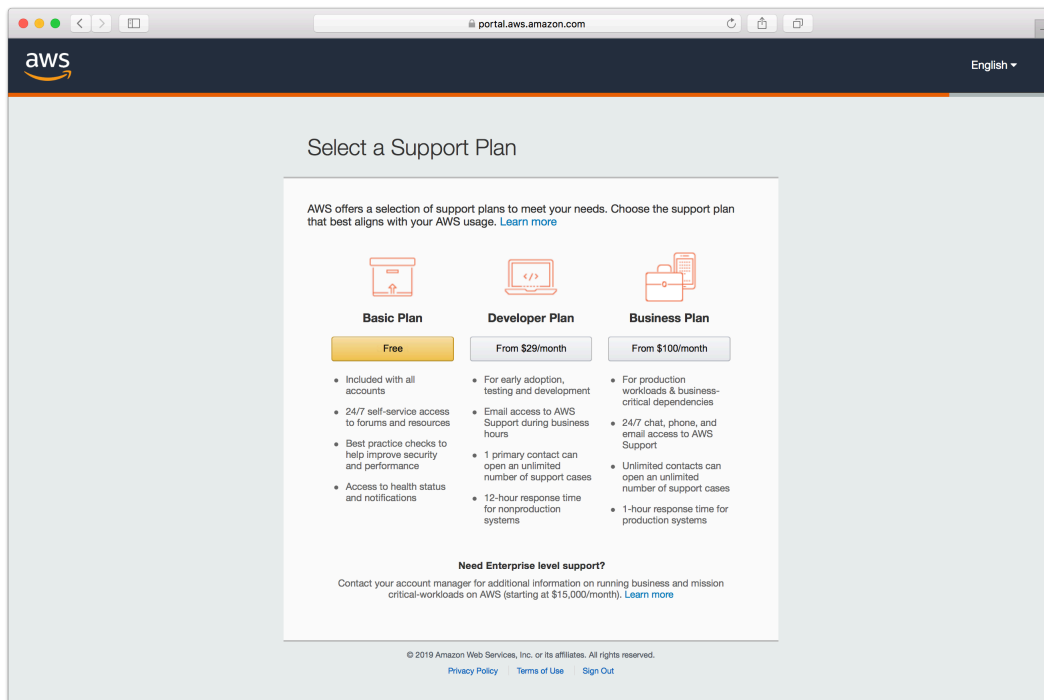 portal.aws.amazon.com
aws
English
Select a Support Plan
AWS offers a selection of support plans to meet your needs. Choose the support plan
that best aligns with your AWS usage. Learn more
</>
Basic Plan
Free
Included with all
accounts
24/7 self-service access
to forums and resources
Best practice checks to
help improve security
and performance
Access to health status
and notifications
Developer Plan
From $29/month
For early adoption,
testing and development
Email access to AWS
Support during business
hours
1 primary contact can
open an unlimited
number of support cases
12-hour response time
for nonproduction
systems
Business Plan
From $100/month
For production
workloads & business-
critical dependencies
24/7 chat, phone, and
email access to AWS
Support
Unlimited contacts can
open an unlimited
number of support cases
1-hour response time for
production systems
Need Enterprise level support?
Contact your account manager for additional information on running business and mission
critical-workloads on AWS (starting at $15,000/month). Learn more
© 2019 Amazon Web Services, Inc. or its affiliates. All rights reserved.
Privacy Policy | Terms of Use | Sign Out